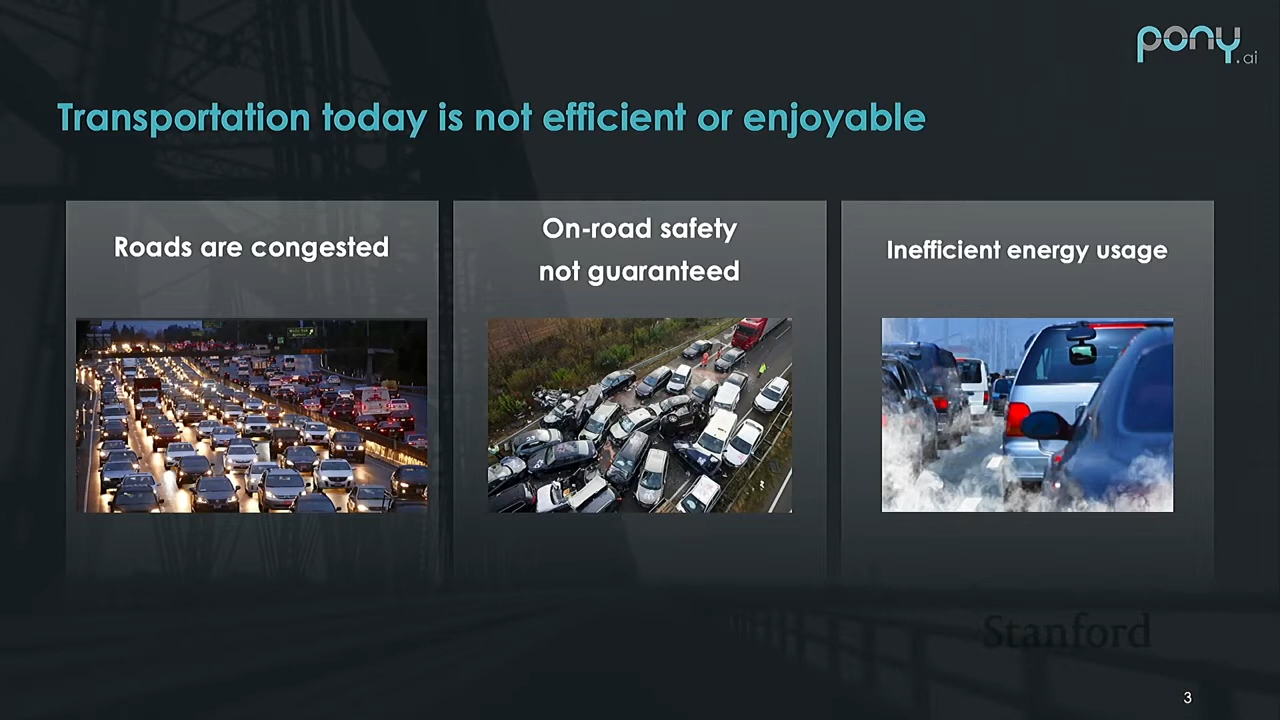 pony.ai
Transportation today is not efficient or enjoyable
Roads are congested
On-road safety
not guaranteed
Inefficient energy usage
Stanford
3